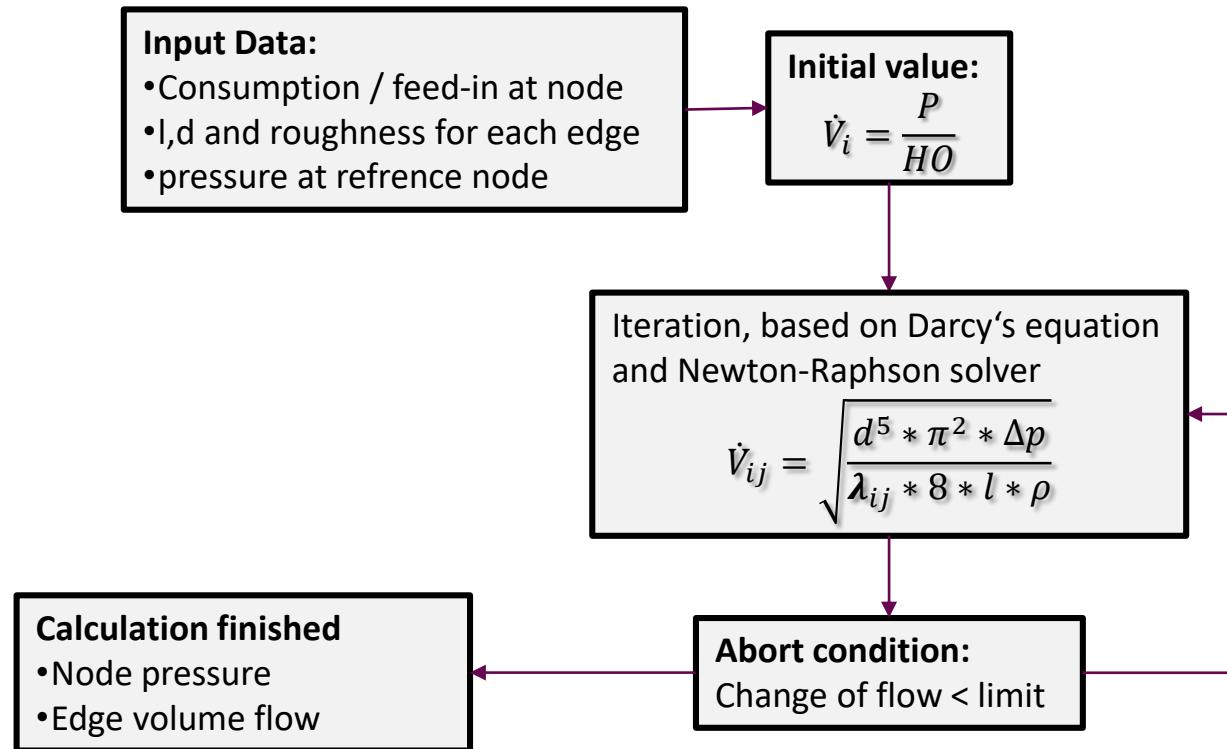 Input Data:
•Consumption / feed-in at node
•l,d and roughness for each edge
•pressure at refrence node
Initial value:
V̇ᵢ = P/HO
Iteration, based on Darcy‘s equation
and Newton-Raphson solver
V̇ᵢⱼ = √((d⁵ * π² * Δp)/(λᵢⱼ * 8 * l * ρ))
Abort condition:
Change of flow < limit
Calculation finished
•Node pressure
•Edge volume flow